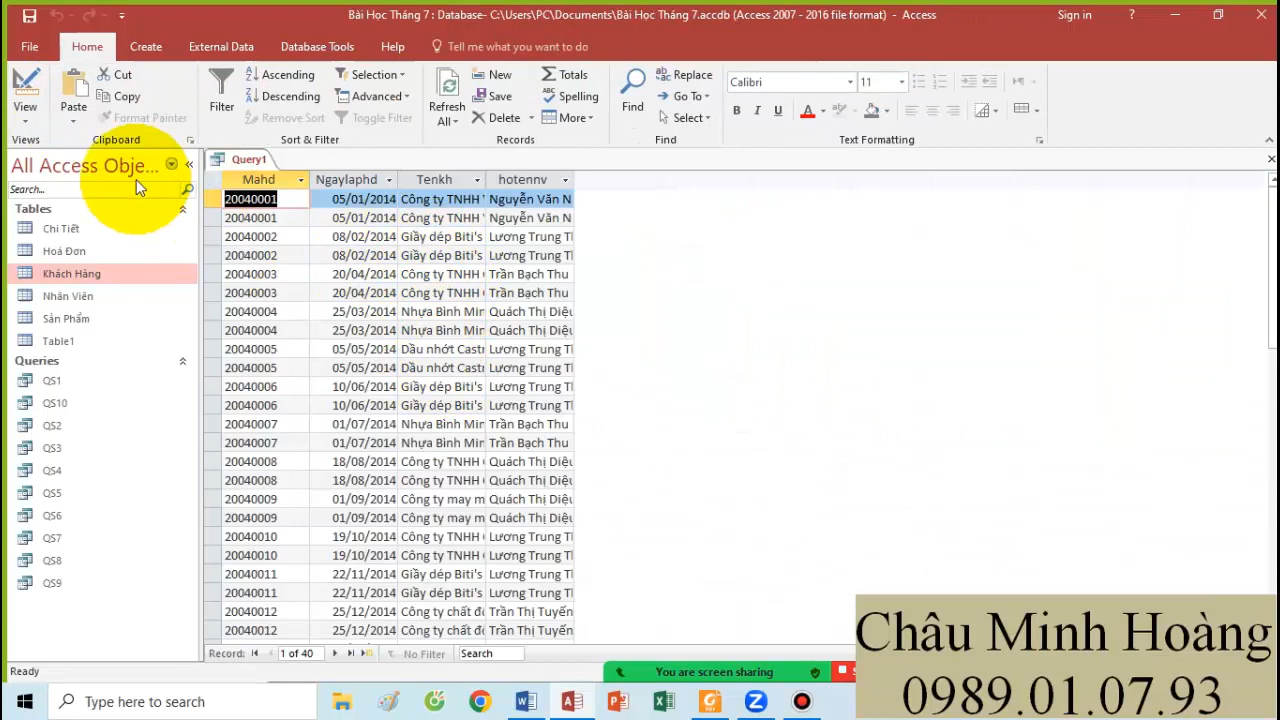 Bài Học Tháng 7 : Database- C:\Users\PC\Documents\Bài Học Tháng 7.accdb (Access 2007 - 2016 file format) - Access
Sign in
?
File Home Create External Data Database Tools Help Tell me what you want to do
View
Views
Paste
Cut
Copy
Format Painter
Clipboard
Filter
Ascending
Descending
Remove Sort
Selection
Advanced
Toggle Filter
Sort & Filter
Refresh
All
New
Save
Delete
Totals
Spelling
More
Records
Find
Replace
Go To
Select
Find
Calibri 11
B I U
Text Formatting
All Access Obje...
Search...
Tables
Chi Tiết
Hoá Đơn
Khách Hàng
Nhân Viên
Sản Phẩm
Table1
Queries
QS1
QS10
QS2
QS3
QS4
QS5
QS6
QS7
QS8
QS9
Query1
Mahd Ngaylaphd Tenkh hotennv
20040001 05/01/2014 Công ty TNHH Nguyễn Văn N
20040001 05/01/2014 Công ty TNHH Nguyễn Văn N
20040002 08/02/2014 Giầy dép Biti's Lương Trung
20040002 08/02/2014 Giầy dép Biti's Lương Trung
20040003 20/04/2014 Công ty TNHH Trần Bạch Thu
20040003 20/04/2014 Công ty TNHH Trần Bạch Thu
20040004 25/03/2014 Nhựa Bình Min Quách Thị Diệu
20040004 25/03/2014 Nhựa Bình Min Quách Thị Diệu
20040005 05/05/2014 Dầu nhớt Castr Lương Trung
20040005 05/05/2014 Dầu nhớt Castr Lương Trung
20040006 10/06/2014 Giầy dép Biti's Lương Trung
20040006 10/06/2014 Giầy dép Biti's Lương Trung
20040007 01/07/2014 Nhựa Bình Min Trần Bạch Thu
20040007 01/07/2014 Nhựa Bình Min Trần Bạch Thu
20040008 18/08/2014 Công ty TNHH Quách Thị Diệu
20040008 18/08/2014 Công ty TNHH Quách Thị Diệu
20040009 01/09/2014 Công ty may m Quách Thị Diệu
20040009 01/09/2014 Công ty may m Quách Thị Diệu
20040010 19/10/2014 Công ty TNHH Lương Trung
20040010 19/10/2014 Công ty TNHH Lương Trung
20040011 22/11/2014 Giầy dép Biti's Lương Trung
20040011 22/11/2014 Giầy dép Biti's Lương Trung
20040012 25/12/2014 Công ty chất đố Trần Thị Tuyến
20040012 25/12/2014 Công ty chất đố Trần Thị Tuyến
Record: 1 of 40 No Filter Search
Ready
You are screen sharing
Type here to search
Châu Minh Hoàng
0989.01.07.93